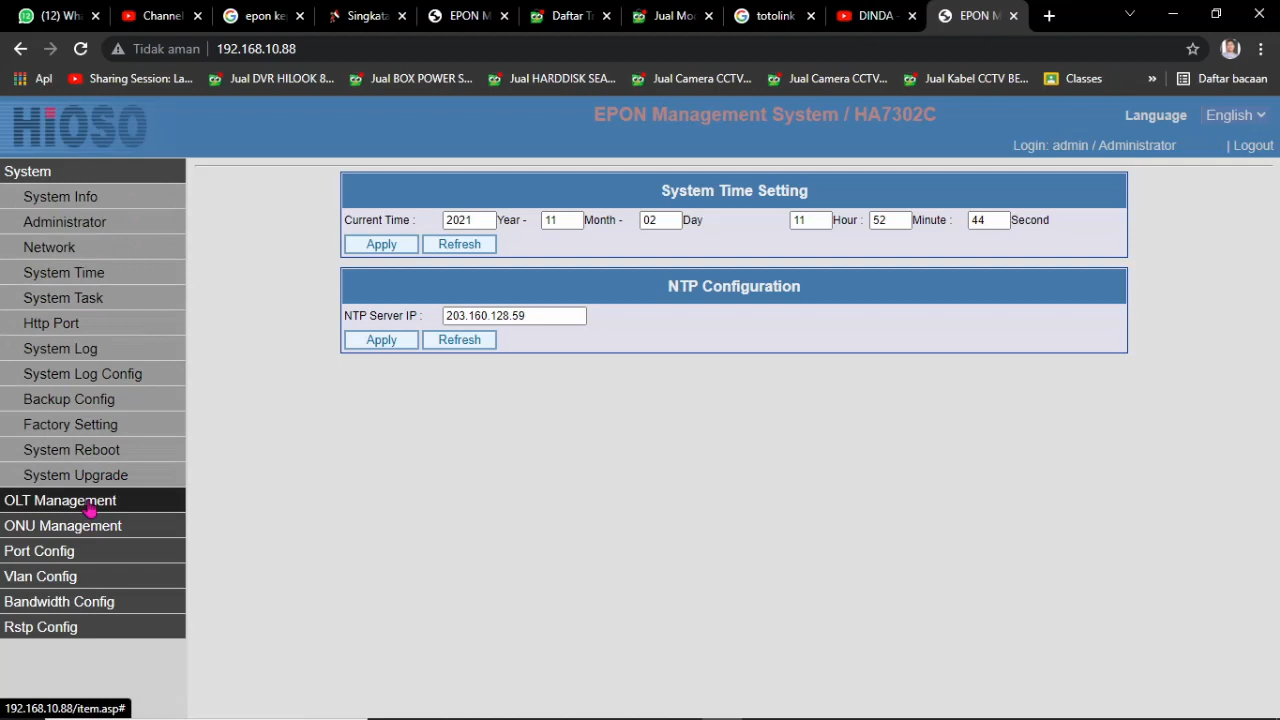 (12) Wha
Channel
epon ke
Singkata
EPON M
Daftar T
Jual Mo
totolink
DINDA -
EPON M
Tidak aman
192.168.10.88
Apl
Sharing Session: La...
Jual DVR HILOOK 8...
Jual BOX POWER S...
Jual HARDDISK SEA...
Jual Camera CCTV...
Jual Camera CCTV...
Jual Kabel CCTV BE...
Classes
»
Daftar bacaan
HiOSO
EPON Management System / HA7302C
Language English
Login: admin / Administrator | Logout
System
System Info
Administrator
Network
System Time
System Task
Http Port
System Log
System Log Config
Backup Config
Factory Setting
System Reboot
System Upgrade
OLT Management
ONU Management
Port Config
Vlan Config
Bandwidth Config
Rstp Config
System Time Setting
Current Time : 2021 Year - 11 Month - 02 Day 11 Hour : 52 Minute : 44 Second
Apply Refresh
NTP Configuration
NTP Server IP : 203.160.128.59
Apply Refresh
192.168.10.88/item.asp#